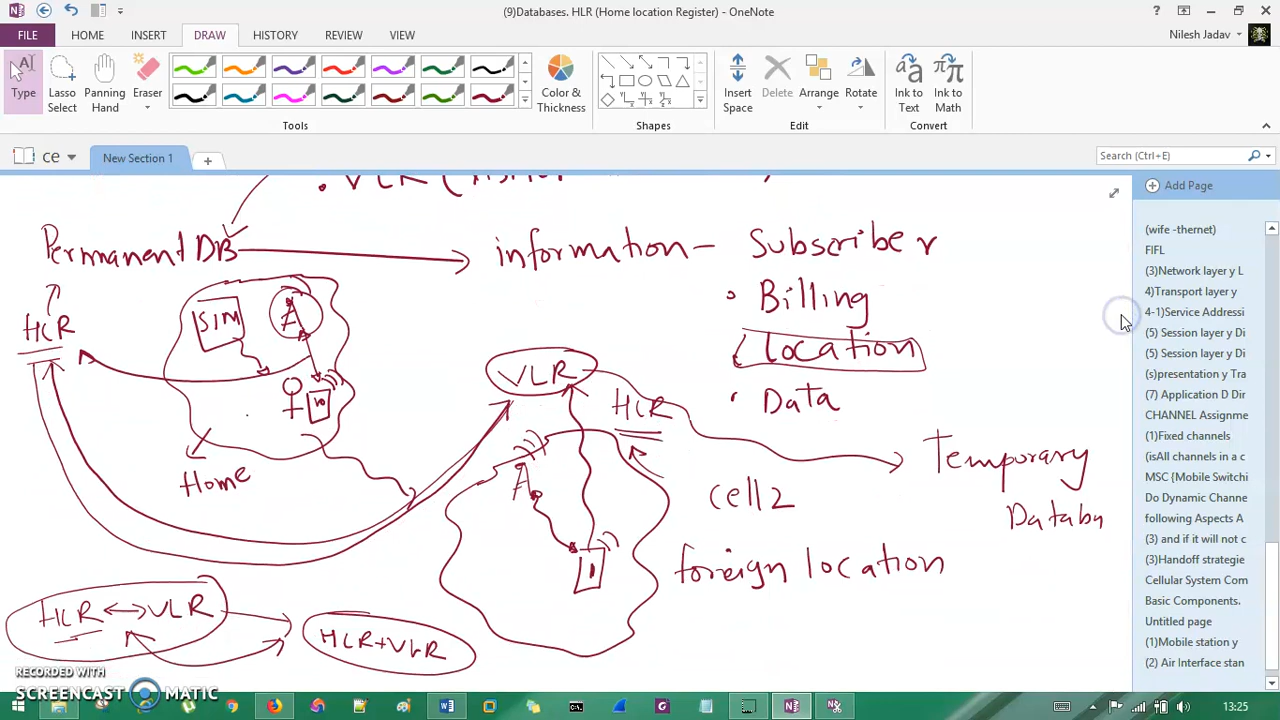 (9)Databases. HLR (Home location Register) - OneNote
FILE HOME INSERT DRAW HISTORY REVIEW VIEW
Nilesh Jadav
Type
Lasso Select
Panning Hand
Eraser
Color & Thickness
Insert Space
Delete
Arrange
Rotate
Ink to Text
Ink to Math
Tools
Shapes
Edit
Convert
ce
New Section 1
Search (Ctrl+E)
Add Page
. VLR (
Permanent DB
information - Subscriber
HLR
SIM
• Billing
location
• Data
VLR
HLR
Home
cell2
Temporary
foreign location
HLR ↔ VLR
HLR+VLR
(wife -thernet)
FIFL
(3)Network layer y L
4)Transport layer y
4-1)Service Addressi
(5) Session layer y Di
(5) Session layer y Di
(s)presentation y Tra
(7) Application D Dir
CHANNEL Assignme
(1)Fixed channels
(isAll channels in a c
MSC (Mobile Switchi
Do Dynamic Channe
following Aspects A
(3) and if it will not c
(3)Handoff strategie
Cellular System Com
Basic Components.
Untitled page
(1)Mobile station y
(2) Air Interface stan
RECORDED WITH
SCREENCAST MATIC
13:25